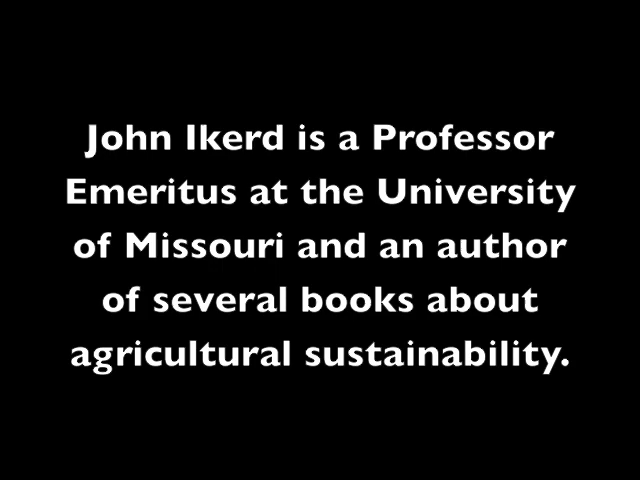 John Ikerd is a Professor
Emeritus at the University
of Missouri and an author
of several books about
agricultural sustainability.